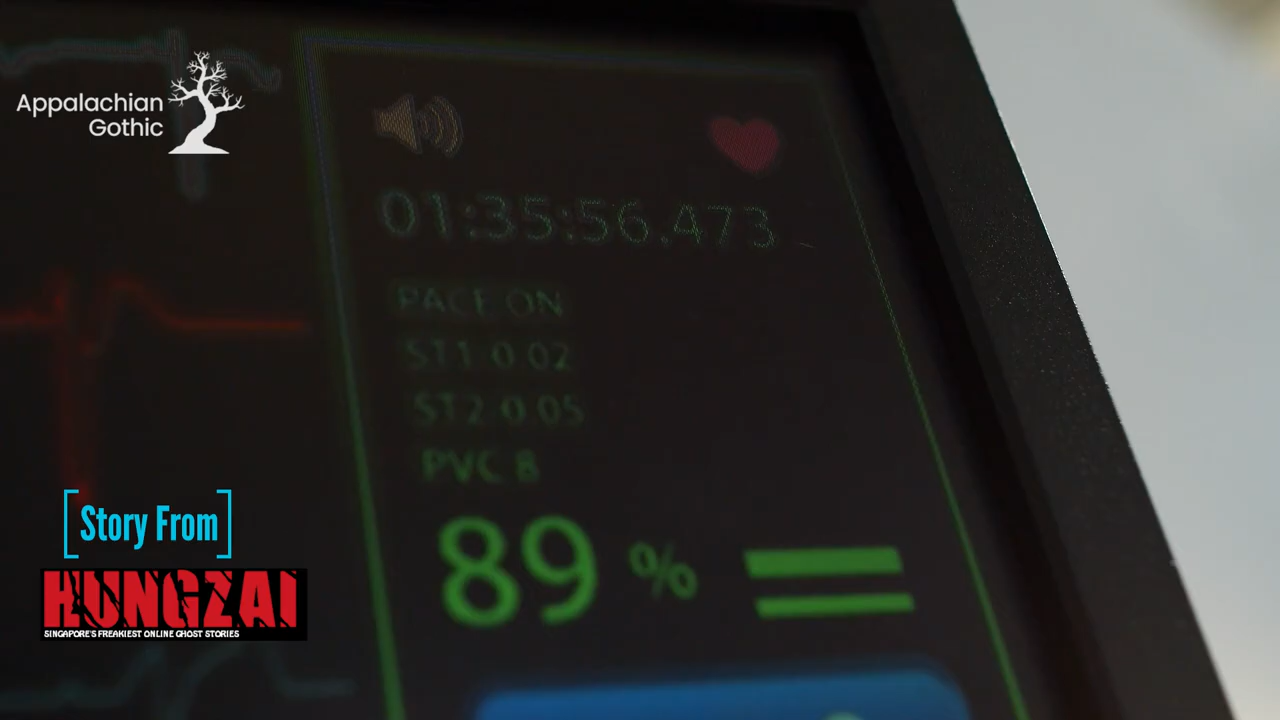 Appalachian
Gothic
01:35:56.473
PACE ON
ST1 0 02
ST2 0.05
PVC 8
89 %
[Story From]
HUNGZAI
SINGAPORE'S FREAKIEST ONLINE GHOST STORIES